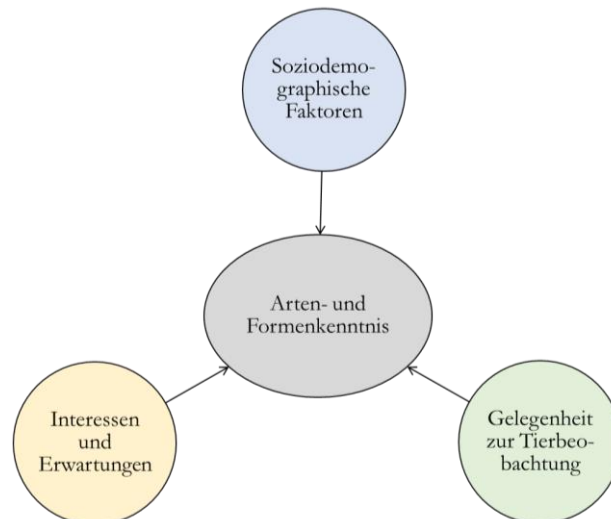 Soziodemo-
graphische
Faktoren
Arten- und
Formenkenntnis
Interessen
und
Erwartungen
Gelegenheit
zur Tierbeo-
bachtung